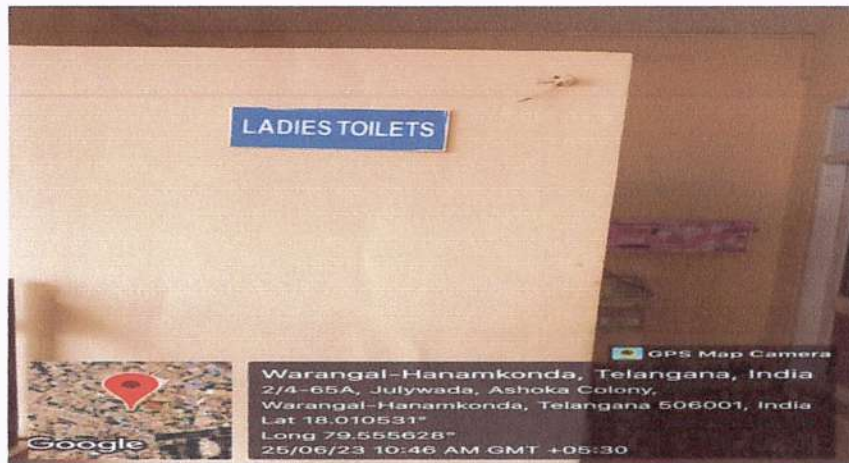 LADIES TOILETS
GPS Map Camera
Warangal-Hanamkonda, Telangana, India
2/4-65A, Julywada, Ashoka Colony,
Warangal-Hanamkonda, Telangana 506001, India
Lat 18.010531°
Long 79.555628°
25/06/23 10:46 AM GMT +05:30
Google